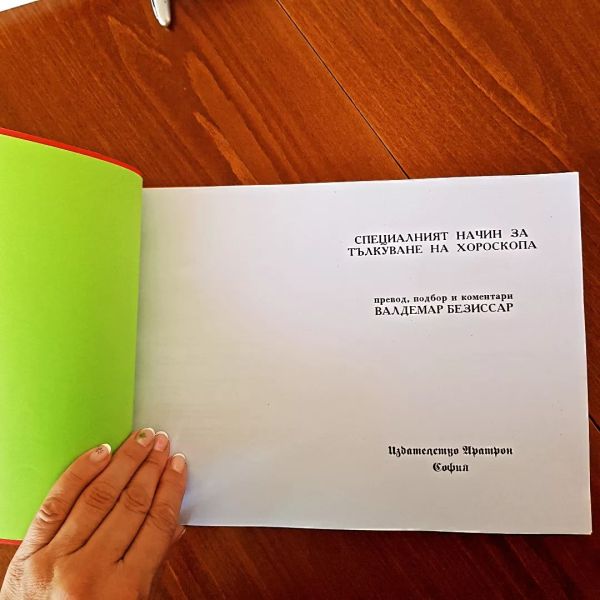 СПЕЦИАЛНИЯТ НАЧИН ЗА
ТЪЛКУВАНЕ НА ХОРОСКОПА
превод, подбор и коментари
ВАЛДЕМАР БЕЗИССАР
Издателство Аратрон
София